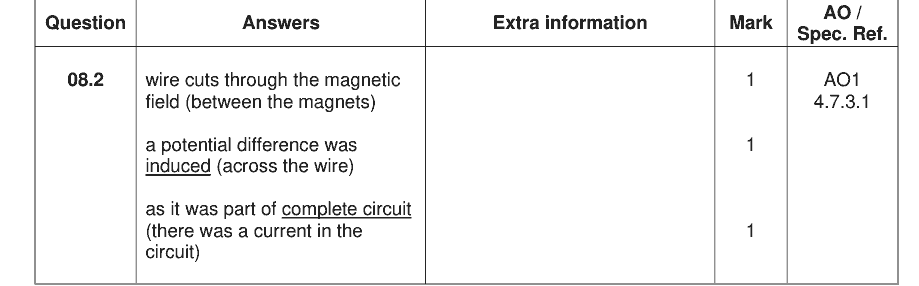 Question Answers Extra information Mark AO /
Spec. Ref.
08.2 wire cuts through the magnetic 1 AO1
field (between the magnets) 4.7.3.1
a potential difference was 1
induced (across the wire)
as it was part of complete circuit
(there was a current in the 1
circuit)